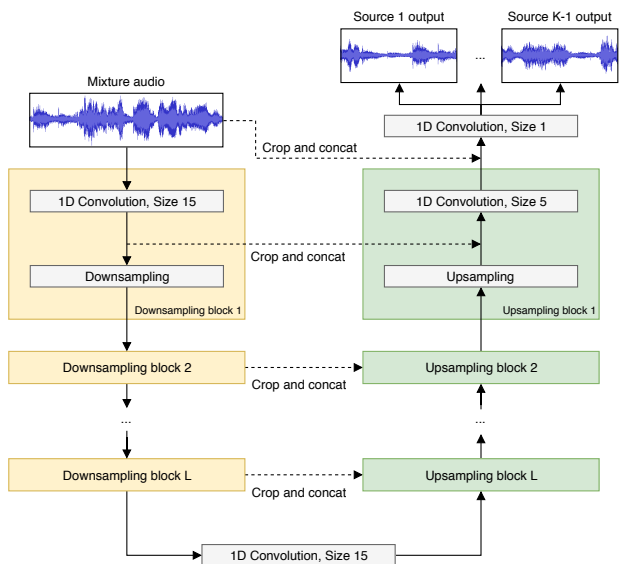 Source 1 output
Source K-1 output
...
Mixture audio
1D Convolution, Size 1
Crop and concat
1D Convolution, Size 15
1D Convolution, Size 5
Crop and concat
Downsampling
Upsampling
Downsampling block 1
Upsampling block 1
Downsampling block 2
Crop and concat
Upsampling block 2
...
...
Downsampling block L
Crop and concat
Upsampling block L
1D Convolution, Size 15